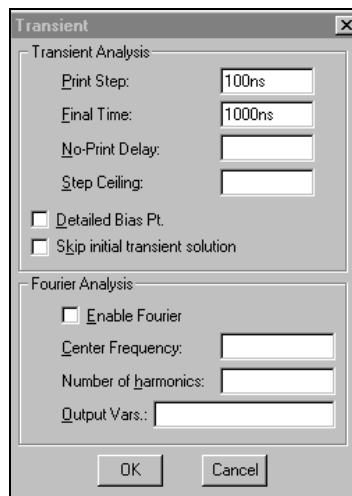 Transient
Transient Analysis
Print Step: 100ns
Final Time: 1000ns
No-Print Delay:
Step Ceiling:
Detailed Bias Pt.
Skip initial transient solution
Fourier Analysis
Enable Fourier
Center Frequency:
Number of harmonics:
Output Vars.:
OK Cancel